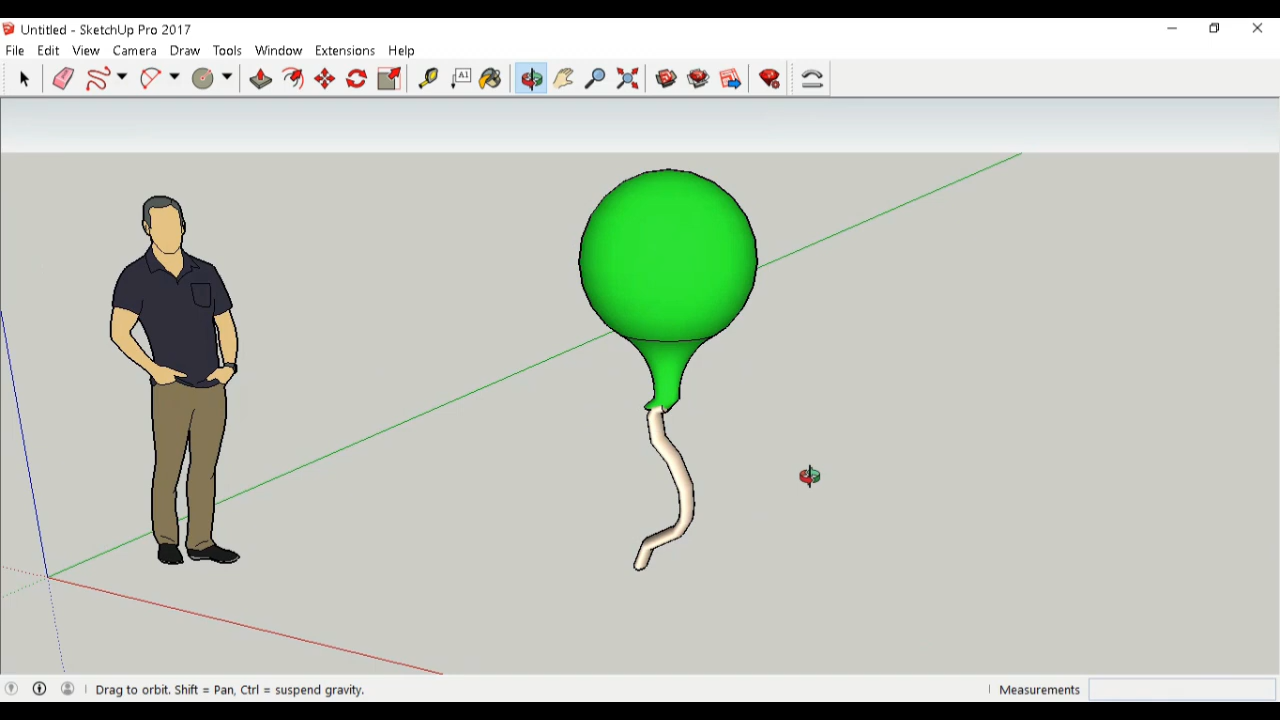 Untitled - SketchUp Pro 2017
File Edit View Camera Draw Tools Window Extensions Help
A1
Drag to orbit. Shift = Pan, Ctrl = suspend gravity.
Measurements